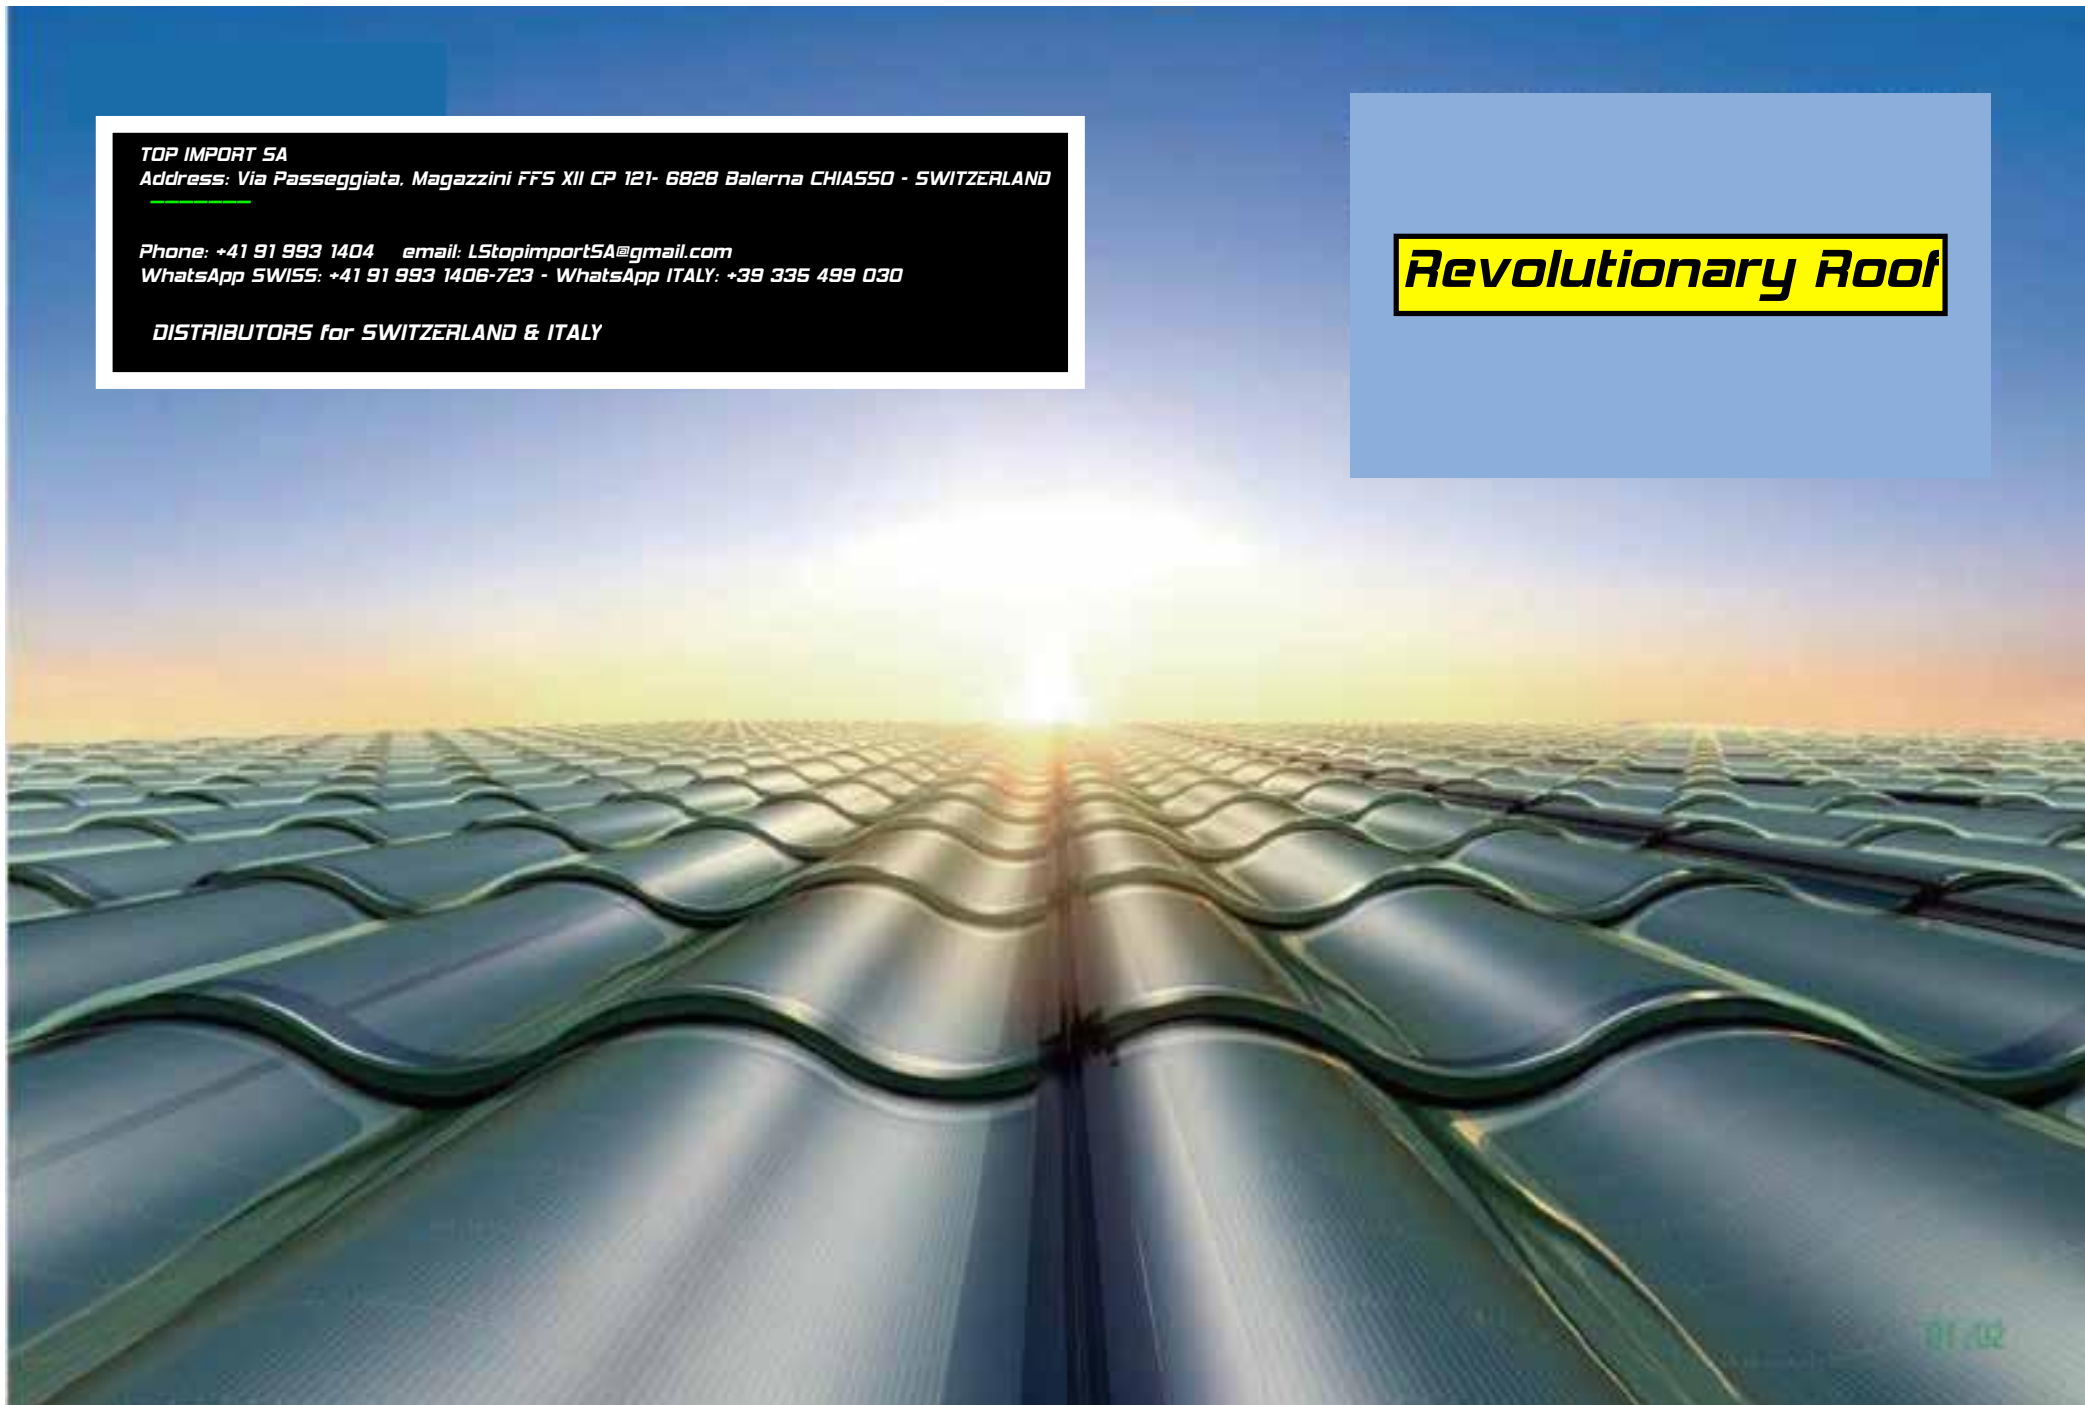 TOP IMPORT SA
Address: Via Passeggiata, Magazzini FFS XII CP 121- 6828 Balerna CHIASSO - SWITZERLAND
-------
Phone: +41 91 993 1404 email: LStopimportSA@gmail.com
WhatsApp SWISS: +41 91 993 1406-723 - WhatsApp ITALY: +39 335 499 030
DISTRIBUTORS for SWITZERLAND & ITALY
Revolutionary Roof
01 /02